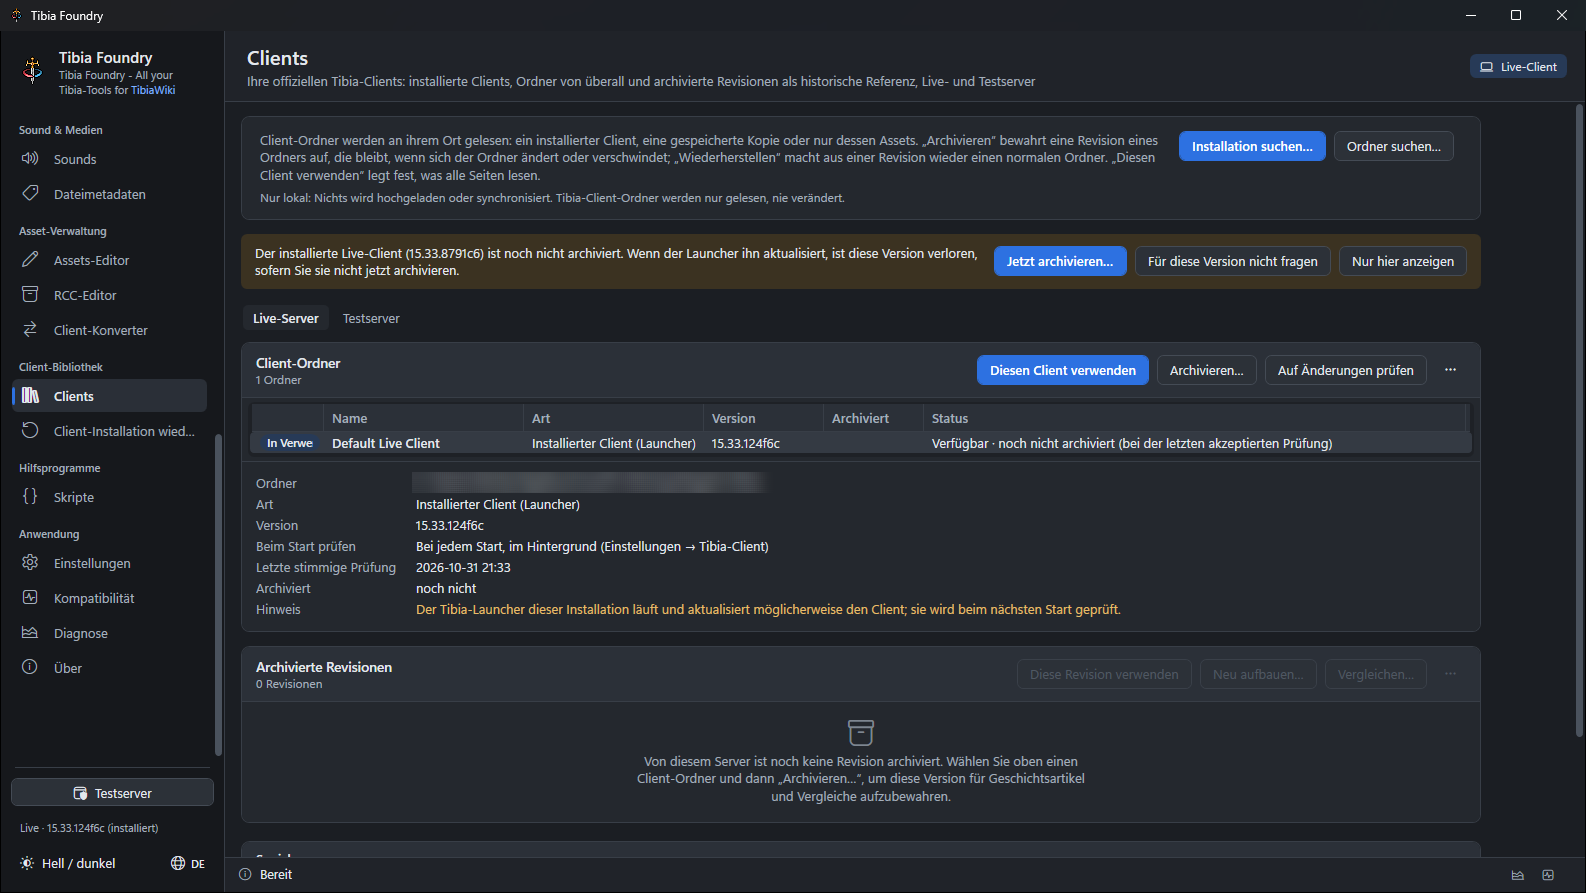 Tibia Foundry
Tibia Foundry
Tibia Foundry - All your
Tibia-Tools for TibiaWiki
Sound & Medien
Sounds
Dateimetadaten
Asset-Verwaltung
Assets-Editor
RCC-Editor
Client-Konverter
Client-Bibliothek
Clients
Client-Installation wied...
Hilfsprogramme
Skripte
Anwendung
Einstellungen
Kompatibilität
Diagnose
Über
Testserver
Live · 15.33.124f6c (installiert)
Hell / dunkel
DE
Clients
Ihre offiziellen Tibia-Clients: installierte Clients, Ordner von überall und archivierte Revisionen als historische Referenz, Live- und Testserver
Live-Client
Client-Ordner werden an ihrem Ort gelesen: ein installierter Client, eine gespeicherte Kopie oder nur dessen Assets. „Archivieren“ bewahrt eine Revision eines
Ordners auf, die bleibt, wenn sich der Ordner ändert oder verschwindet; „Wiederherstellen“ macht aus einer Revision wieder einen normalen Ordner. „Diesen
Client verwenden“ legt fest, was alle Seiten lesen.
Nur lokal: Nichts wird hochgeladen oder synchronisiert. Tibia-Client-Ordner werden nur gelesen, nie verändert.
Installation suchen...
Ordner suchen...
Der installierte Live-Client (15.33.8791c6) ist noch nicht archiviert. Wenn der Launcher ihn aktualisiert, ist diese Version verloren,
sofern Sie sie nicht jetzt archivieren.
Jetzt archivieren...
Für diese Version nicht fragen
Nur hier anzeigen
Live-Server
Testserver
Client-Ordner
1 Ordner
Diesen Client verwenden
Archivieren...
Auf Änderungen prüfen
...
Name Art Version Archiviert Status
In Verwe Default Live Client Installierter Client (Launcher) 15.33.124f6c Verfügbar · noch nicht archiviert (bei der letzten akzeptierten Prüfung)
Ordner
Art Installierter Client (Launcher)
Version 15.33.124f6c
Beim Start prüfen Bei jedem Start, im Hintergrund (Einstellungen → Tibia-Client)
Letzte stimmige Prüfung 2026-10-31 21:33
Archiviert noch nicht
Hinweis Der Tibia-Launcher dieser Installation läuft und aktualisiert möglicherweise den Client; sie wird beim nächsten Start geprüft.
Archivierte Revisionen
0 Revisionen
Diese Revision verwenden
Neu aufbauen...
Vergleichen...
...
Von diesem Server ist noch keine Revision archiviert. Wählen Sie oben einen
Client-Ordner und dann „Archivieren...“, um diese Version für Geschichtsartikel
und Vergleiche aufzubewahren.
Bereit